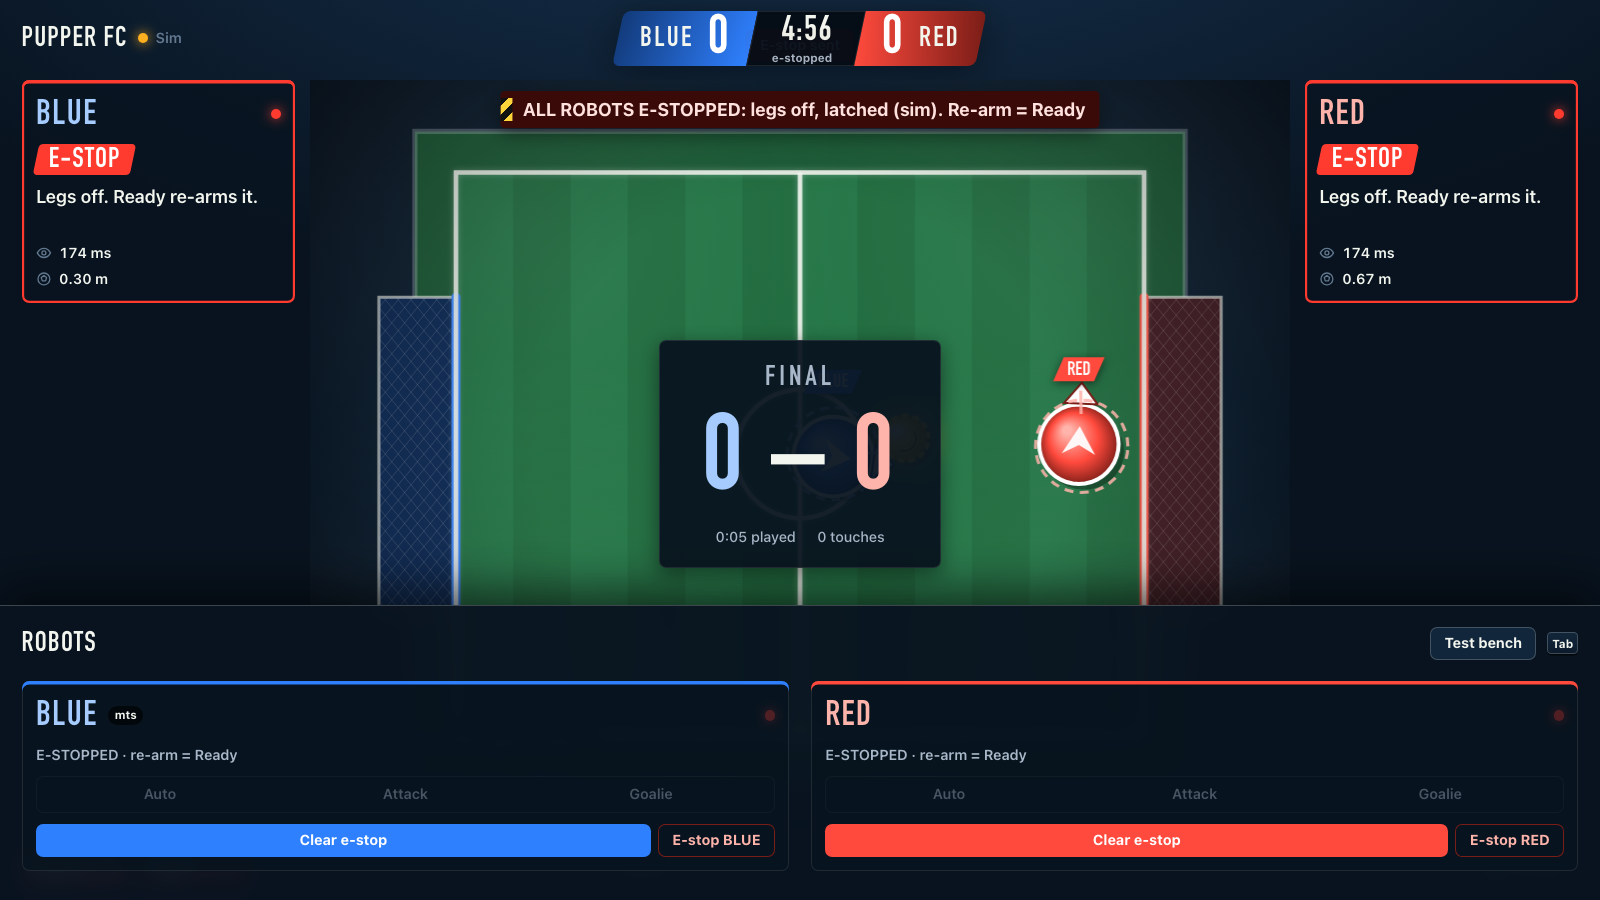 PUPPER FC Sim
BLUE 0 4:56 0 RED
e-stopped
ALL ROBOTS E-STOPPED: legs off, latched (sim). Re-arm = Ready
BLUE
E-STOP
Legs off. Ready re-arms it.
174 ms
0.30 m
RED
E-STOP
Legs off. Ready re-arms it.
174 ms
0.67 m
RED
FINAL
0 – 0
0:05 played 0 touches
ROBOTS
Test bench Tab
BLUE mts
E-STOPPED · re-arm = Ready
Auto Attack Goalie
Clear e-stop E-stop BLUE
RED
E-STOPPED · re-arm = Ready
Auto Attack Goalie
Clear e-stop E-stop RED